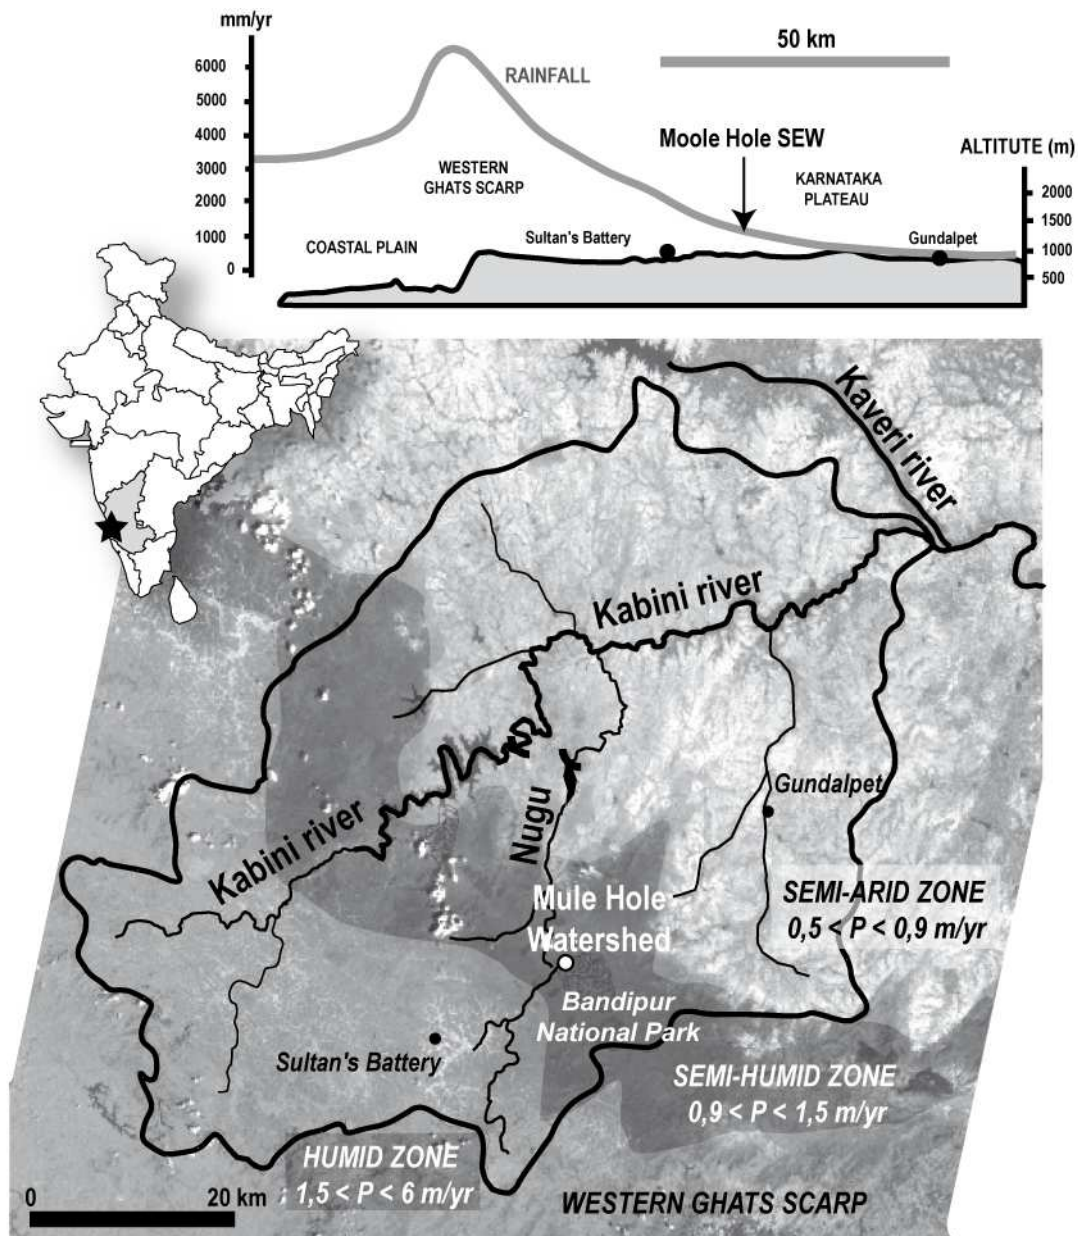 mm/yr
50 km
6000
RAINFALL
5000
4000
Moole Hole SEW
ALTITUTE (m)
3000
WESTERN
GHATS SCARP
KARNATAKA
PLATEAU
2000
2000
1500
1000
COASTAL PLAIN
Sultan's Battery
Gundalpet
1000
0
500
Kaveri river
Kabini river
Gundalpet
Nugu
Kabini river
Mule Hole
Watershed
SEMI-ARID ZONE
0,5 < P < 0,9 m/yr
Bandipur
National Park
Sultan's Battery
SEMI-HUMID ZONE
0,9 < P < 1,5 m/yr
HUMID ZONE
1,5 < P < 6 m/yr
0
20 km
WESTERN GHATS SCARP